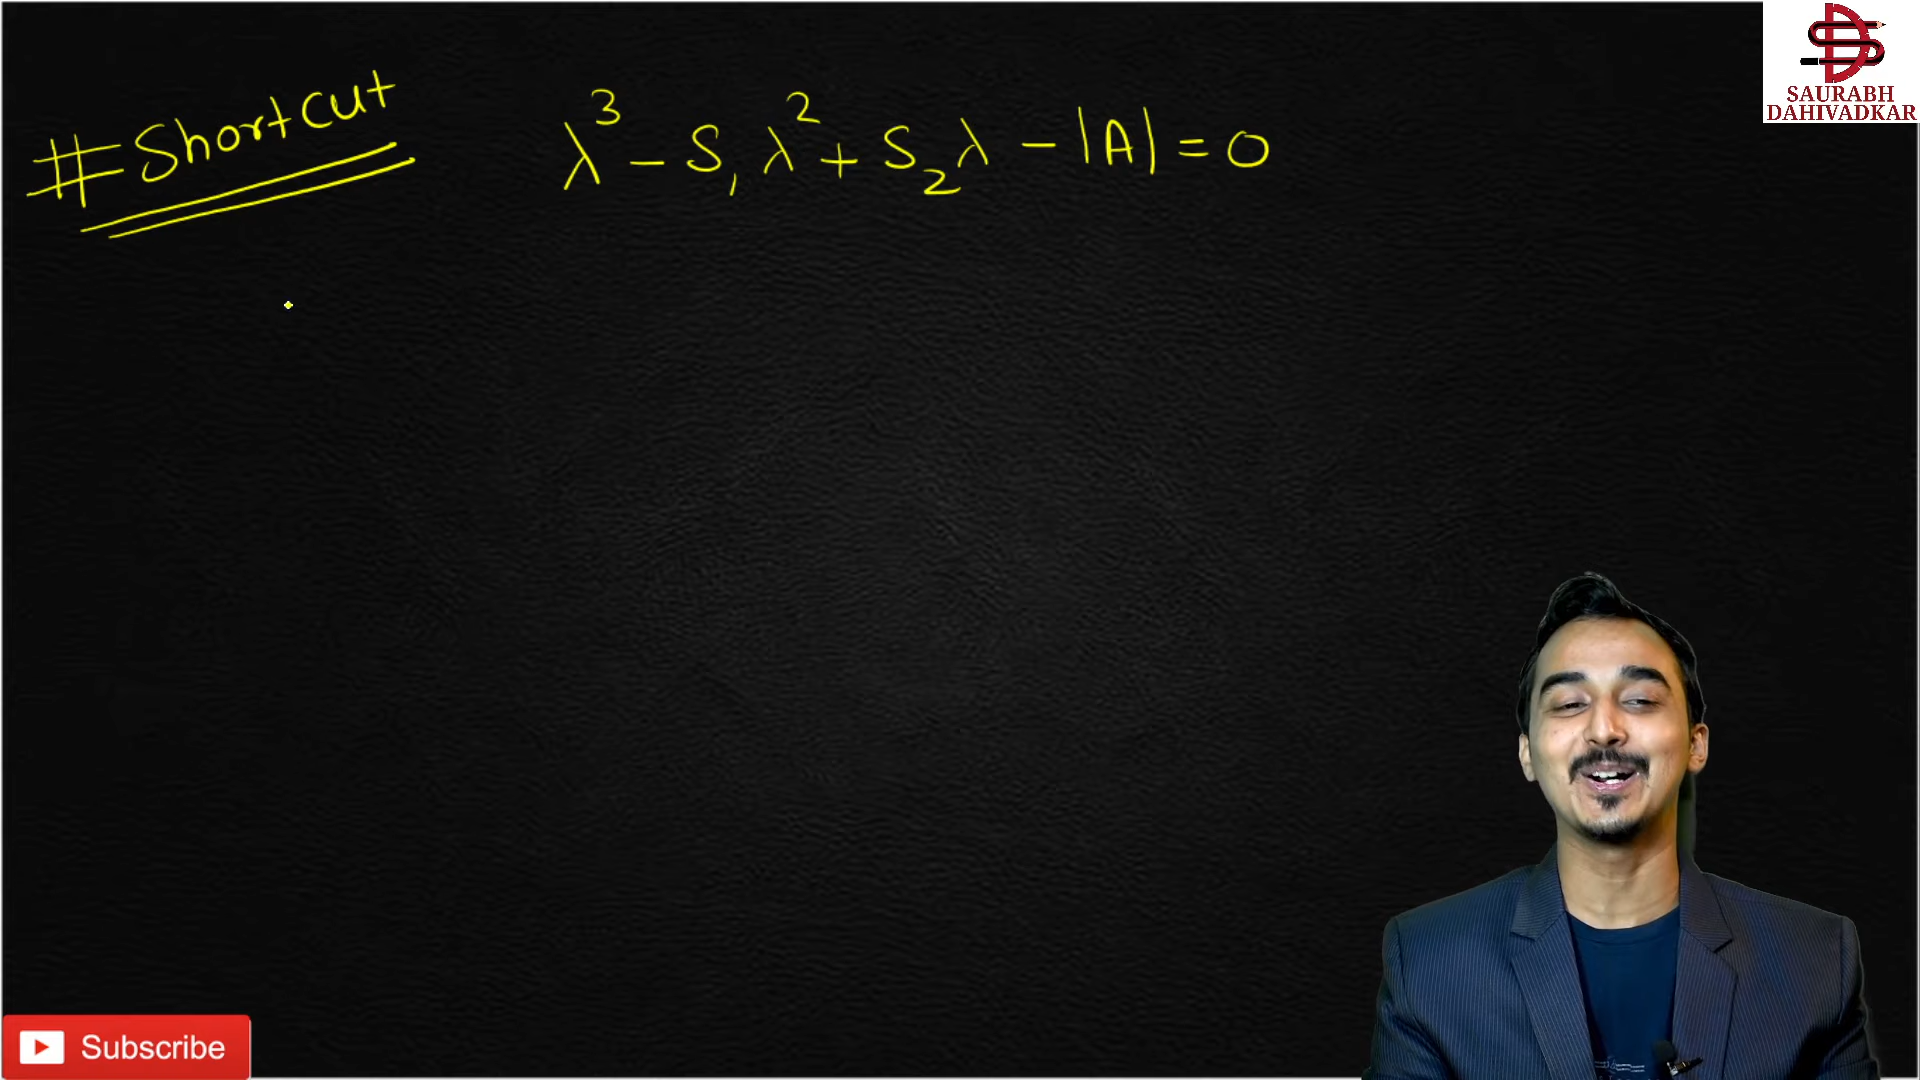 #Shortcut
λ³ - S₁λ² + S₂λ - |A| = 0
SAURABH
DAHIVADKAR
Subscribe